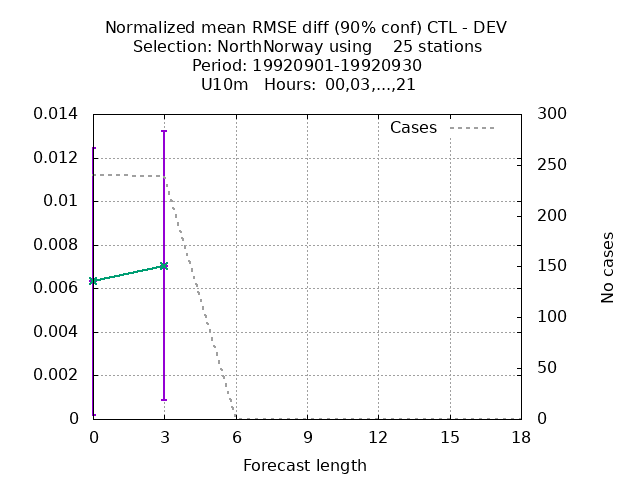 Normalized mean RMSE diff (90% conf) CTL - DEV
Selection: NorthNorway using    25 stations
Period: 19920901-19920930
U10m   Hours:  00,03,...,21
Cases
0.014
0.012
0.01
0.008
0.006
0.004
0.002
0
300
250
200
150
100
50
0
No cases
0 3 6 9 12 15 18
Forecast length